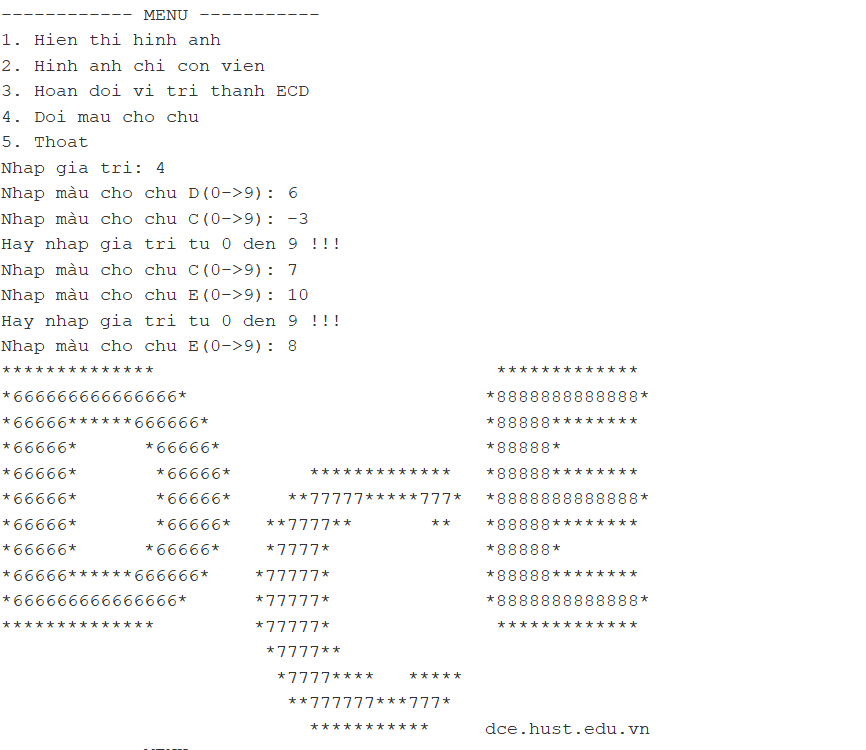 ------------ MENU -----------
1. Hien thi hinh anh
2. Hinh anh chi con vien
3. Hoan doi vi tri thanh ECD
4. Doi mau cho chu
5. Thoat
Nhap gia tri: 4
Nhap màu cho chu D(0->9): 6
Nhap màu cho chu C(0->9): -3
Hay nhap gia tri tu 0 den 9 !!!
Nhap màu cho chu C(0->9): 7
Nhap màu cho chu E(0->9): 10
Hay nhap gia tri tu 0 den 9 !!!
Nhap màu cho chu E(0->9): 8
**************                               *************
*666666666666666*                           *8888888888888*
*66666******666666*                         *88888********
*66666*      *66666*                        *88888*
*66666*       *66666*       *************   *88888********
*66666*       *66666*     **77777*****777*  *8888888888888*
*66666*       *66666*   **7777**       **   *88888********
*66666*      *66666*    *7777*              *88888*
*66666******666666*    *77777*              *88888********
*666666666666666*      *77777*              *8888888888888*
**************         *77777*               *************
                        *7777**
                         *7777****   *****
                          **777777***777*
                            ***********     dce.hust.edu.vn